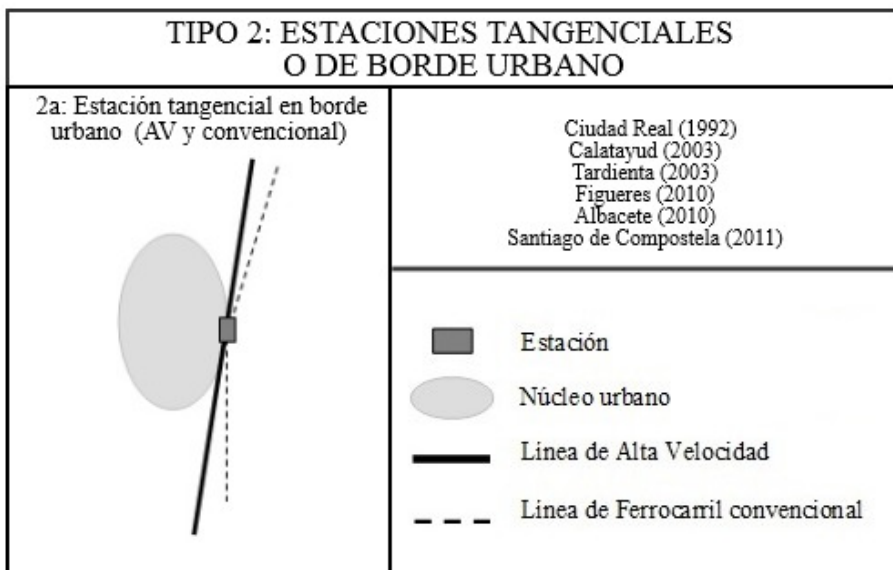 TIPO 2: ESTACIONES TANGENCIALES
O DE BORDE URBANO
2a: Estación tangencial en borde
urbano (AV y convencional)
Ciudad Real (1992)
Calatayud (2003)
Tardienta (2003)
Figueres (2010)
Albacete (2010)
Santiago de Compostela (2011)
Estación
Núcleo urbano
Linea de Alta Velocidad
Linea de Ferrocarril convencional